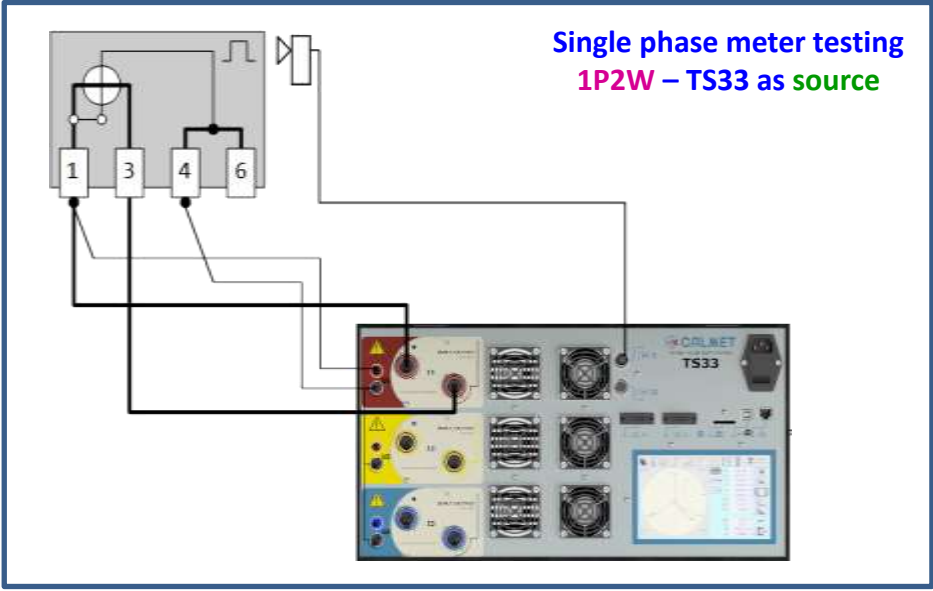 Single phase meter testing
1P2W – TS33 as source
1 3 4 6
CALMET
TS33